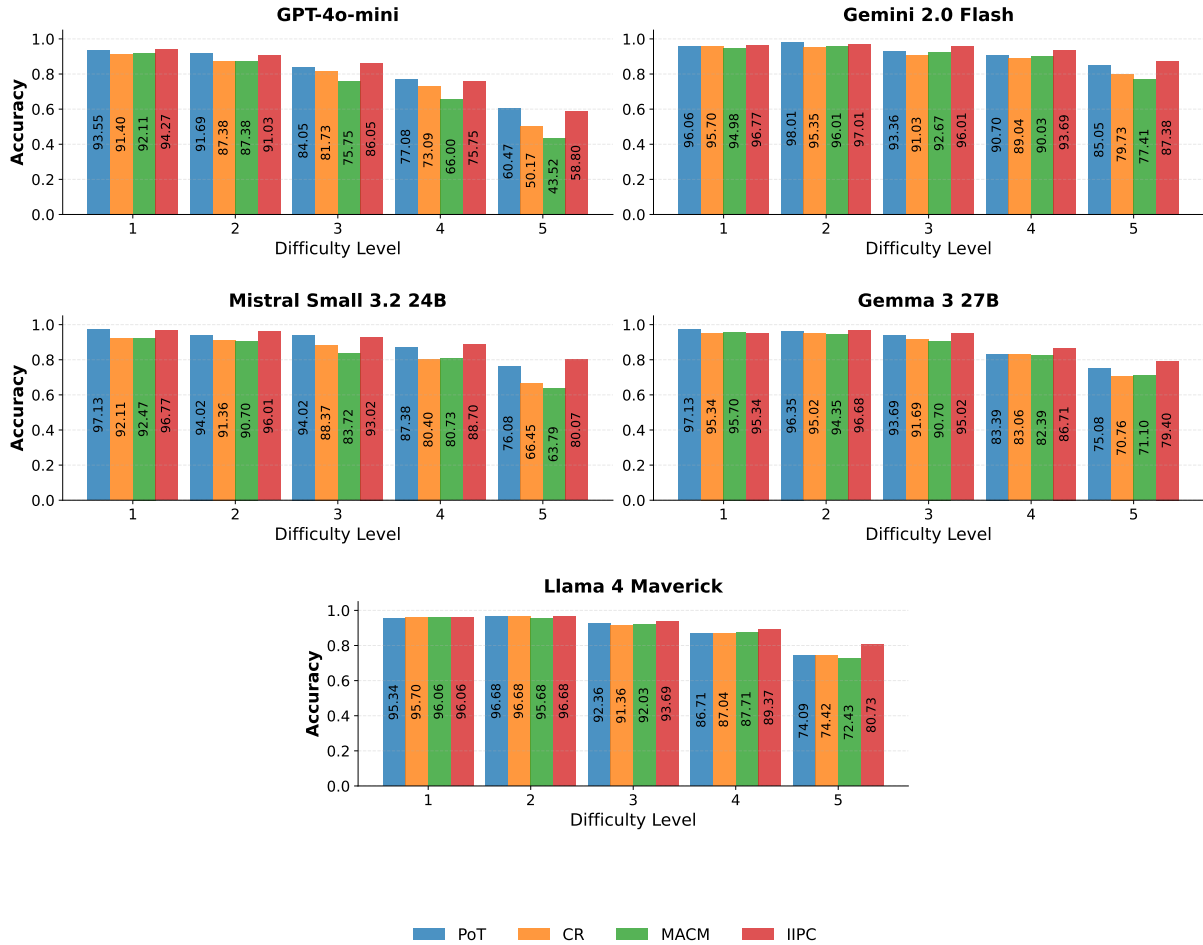 GPT-4o-mini
Accuracy
1.0
0.8
0.6
0.4
0.2
0.0
93.55 91.40 92.11 94.27 91.69 87.38 87.38 91.03 84.05 81.73 75.75 86.05 77.08 73.09 66.00 75.75 60.47 50.17 43.52 58.80
1 2 3 4 5
Difficulty Level
Gemini 2.0 Flash
1.0
0.8
0.6
0.4
0.2
0.0
96.06 95.70 94.98 96.77 98.01 95.35 96.01 97.01 93.36 91.03 92.67 96.01 90.70 89.04 90.03 93.69 85.05 79.73 77.41 87.38
1 2 3 4 5
Difficulty Level
Mistral Small 3.2 24B
Accuracy
1.0
0.8
0.6
0.4
0.2
0.0
97.13 92.11 92.47 96.77 94.02 91.36 90.70 96.01 94.02 88.37 83.72 93.02 87.38 80.40 80.73 88.70 76.08 66.45 63.79 80.07
1 2 3 4 5
Difficulty Level
Gemma 3 27B
1.0
0.8
0.6
0.4
0.2
0.0
97.13 95.34 95.70 95.34 96.35 95.02 94.35 96.68 93.69 91.69 90.70 95.02 83.39 83.06 82.39 86.71 75.08 70.76 71.10 79.40
1 2 3 4 5
Difficulty Level
Llama 4 Maverick
Accuracy
1.0
0.8
0.6
0.4
0.2
0.0
95.34 95.70 96.06 96.06 96.68 96.68 95.68 96.68 92.36 91.36 92.03 93.69 86.71 87.04 87.71 89.37 74.09 74.42 72.43 80.73
1 2 3 4 5
Difficulty Level
PoT CR MACM IIPC